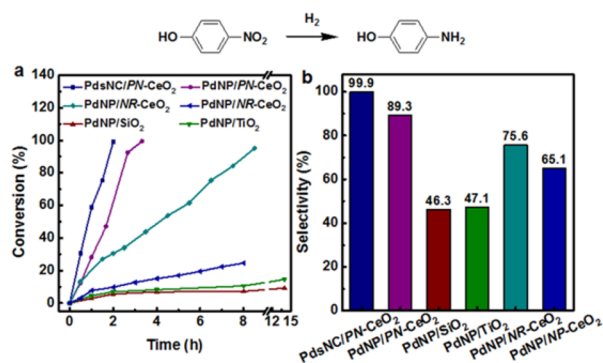 HO NO₂ H₂ HO NH₂
a
Conversion (%)
140
120
100
80
60
40
20
0
PdsNC/PN-CeO₂ PdNP/PN-CeO₂
PdNP/NR-CeO₂ PdNP/NR-CeO₂
PdNP/SiO₂ PdNP/TiO₂
0 2 4 6 8 12 15
Time (h)
b
Selectivity (%)
100
80
60
40
20
0
99.9
89.3
46.3
47.1
75.6
65.1
PdsNC/PN-CeO₂
PdNP/PN-CeO₂
PdNP/SiO₂
PdNP/TiO₂
PdNP/NR-CeO₂
PdNP/NP-CeO₂